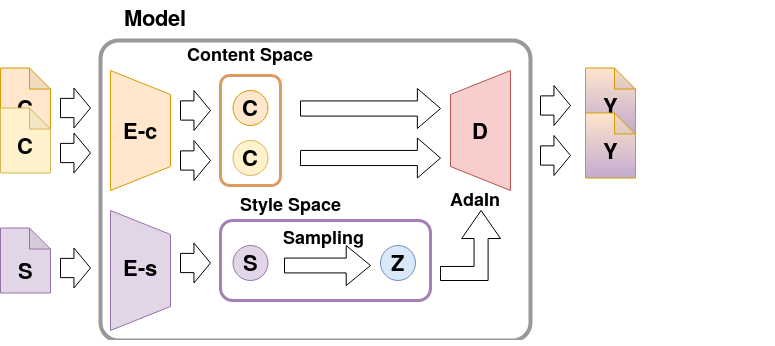 Model
Content Space
C
C
E-c
C
C
D
Y
Y
Style Space
AdaIn
Sampling
S
E-s
S
Z